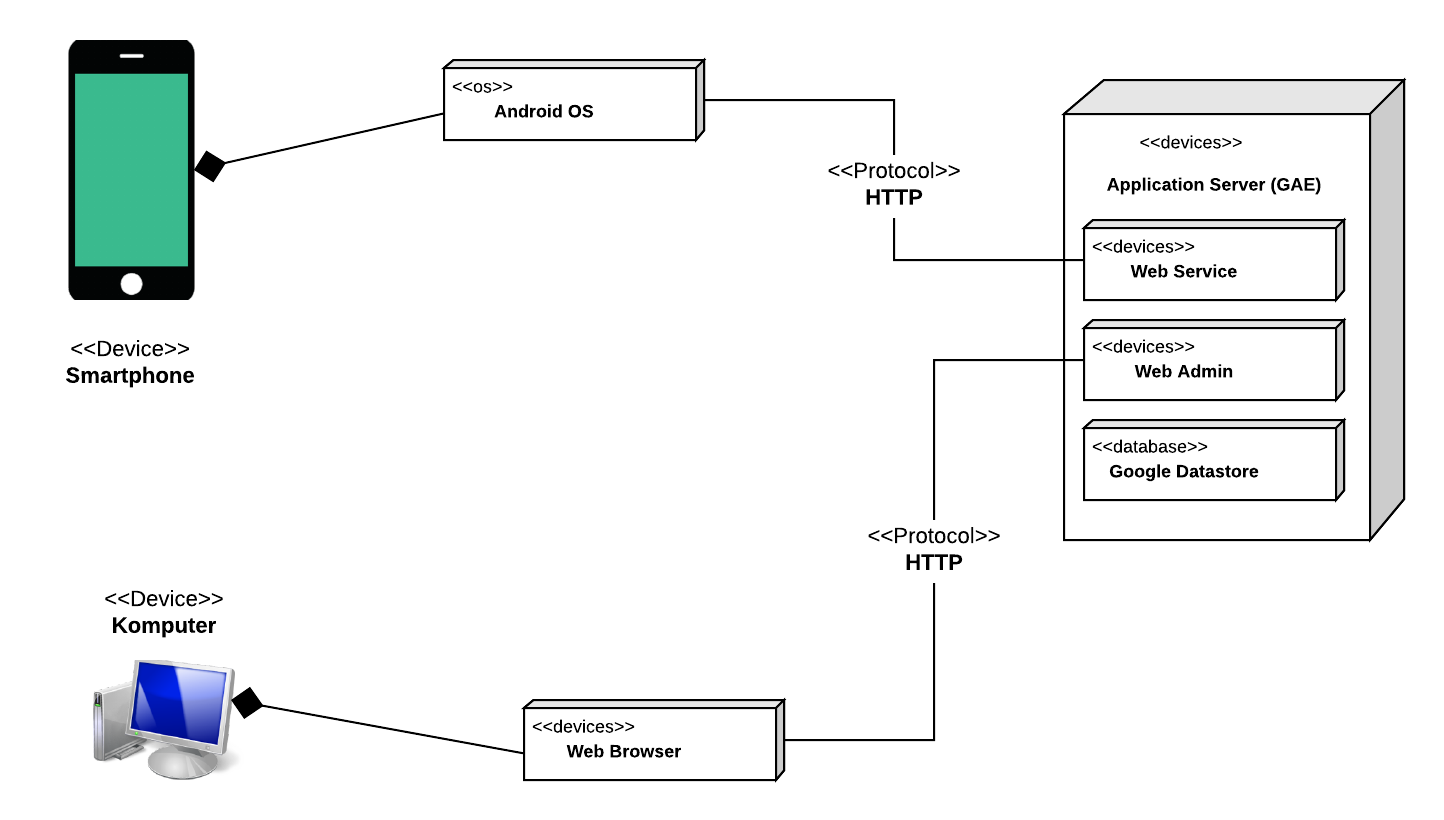 <<os>>
Android OS
<<Protocol>>
HTTP
<<devices>>
Application Server (GAE)
<<devices>>
Web Service
<<devices>>
Web Admin
<<database>>
Google Datastore
<<Device>>
Smartphone
<<Protocol>>
HTTP
<<Device>>
Komputer
<<devices>>
Web Browser